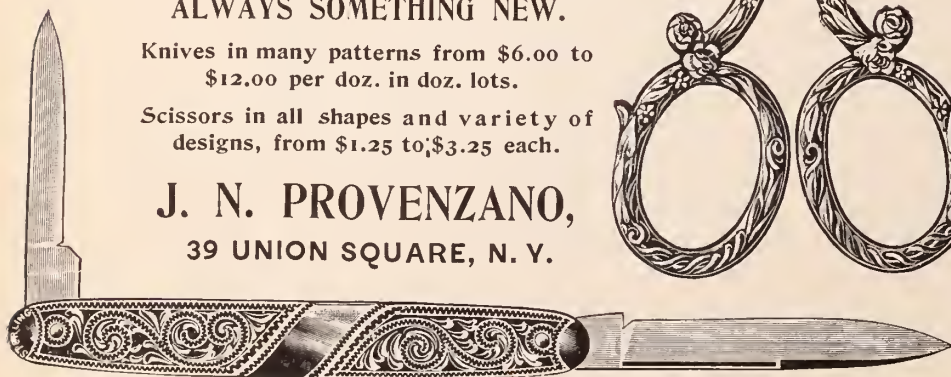 ALWAYS SOMETHING NEW.
Knives in many patterns from $6.00 to
$12.00 per doz. in doz. lots.
Scissors in all shapes and variety of
designs, from $1.25 to $3.25 each.
J. N. PROVENZANO,
39 UNION SQUARE, N. Y.